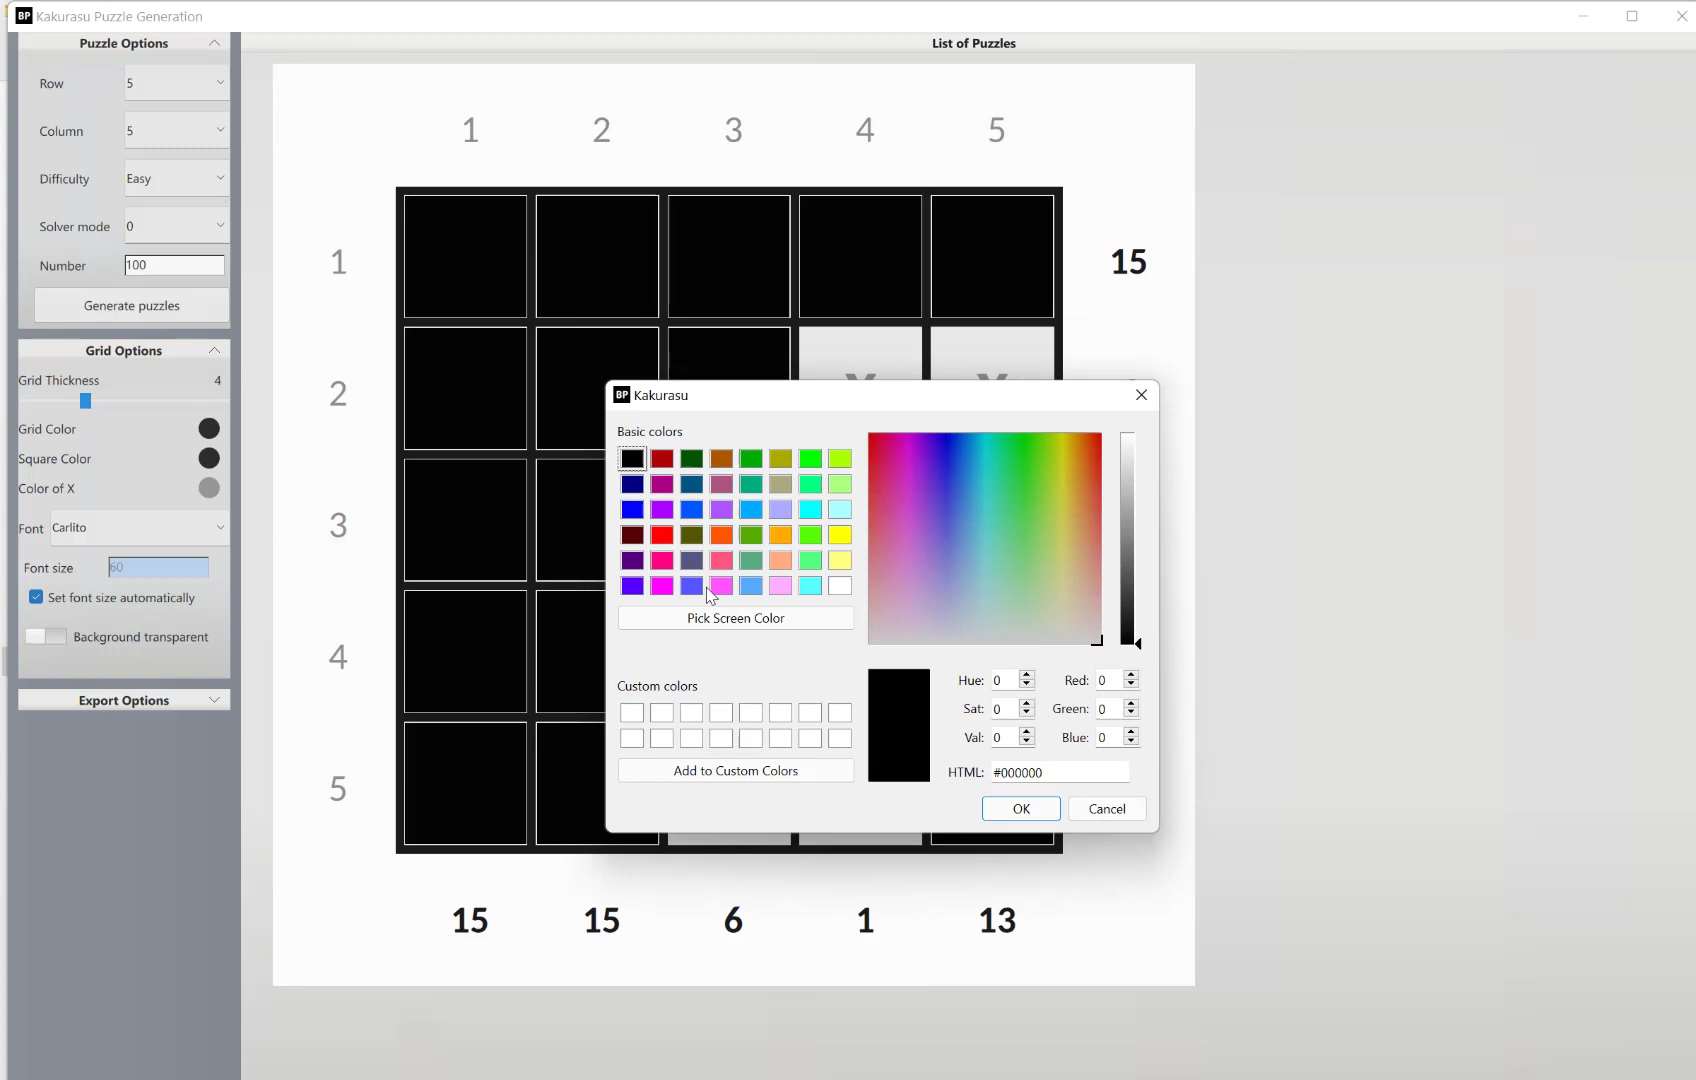 BP Kakurasu Puzzle Generation
Puzzle Options
List of Puzzles
Row 5
Column 5
Difficulty Easy
Solver mode 0
Number 100
Generate puzzles
Grid Options
Grid Thickness 4
Grid Color
Square Color
Color of X
Font Carlito
Font size 60
Set font size automatically
Background transparent
Export Options
1 2 3 4 5
1 15
2
3
4
5
15 15 6 1 13
BP Kakurasu
Basic colors
Pick Screen Color
Custom colors
Add to Custom Colors
Hue: 0 Red: 0
Sat: 0 Green: 0
Val: 0 Blue: 0
HTML: #000000
OK Cancel